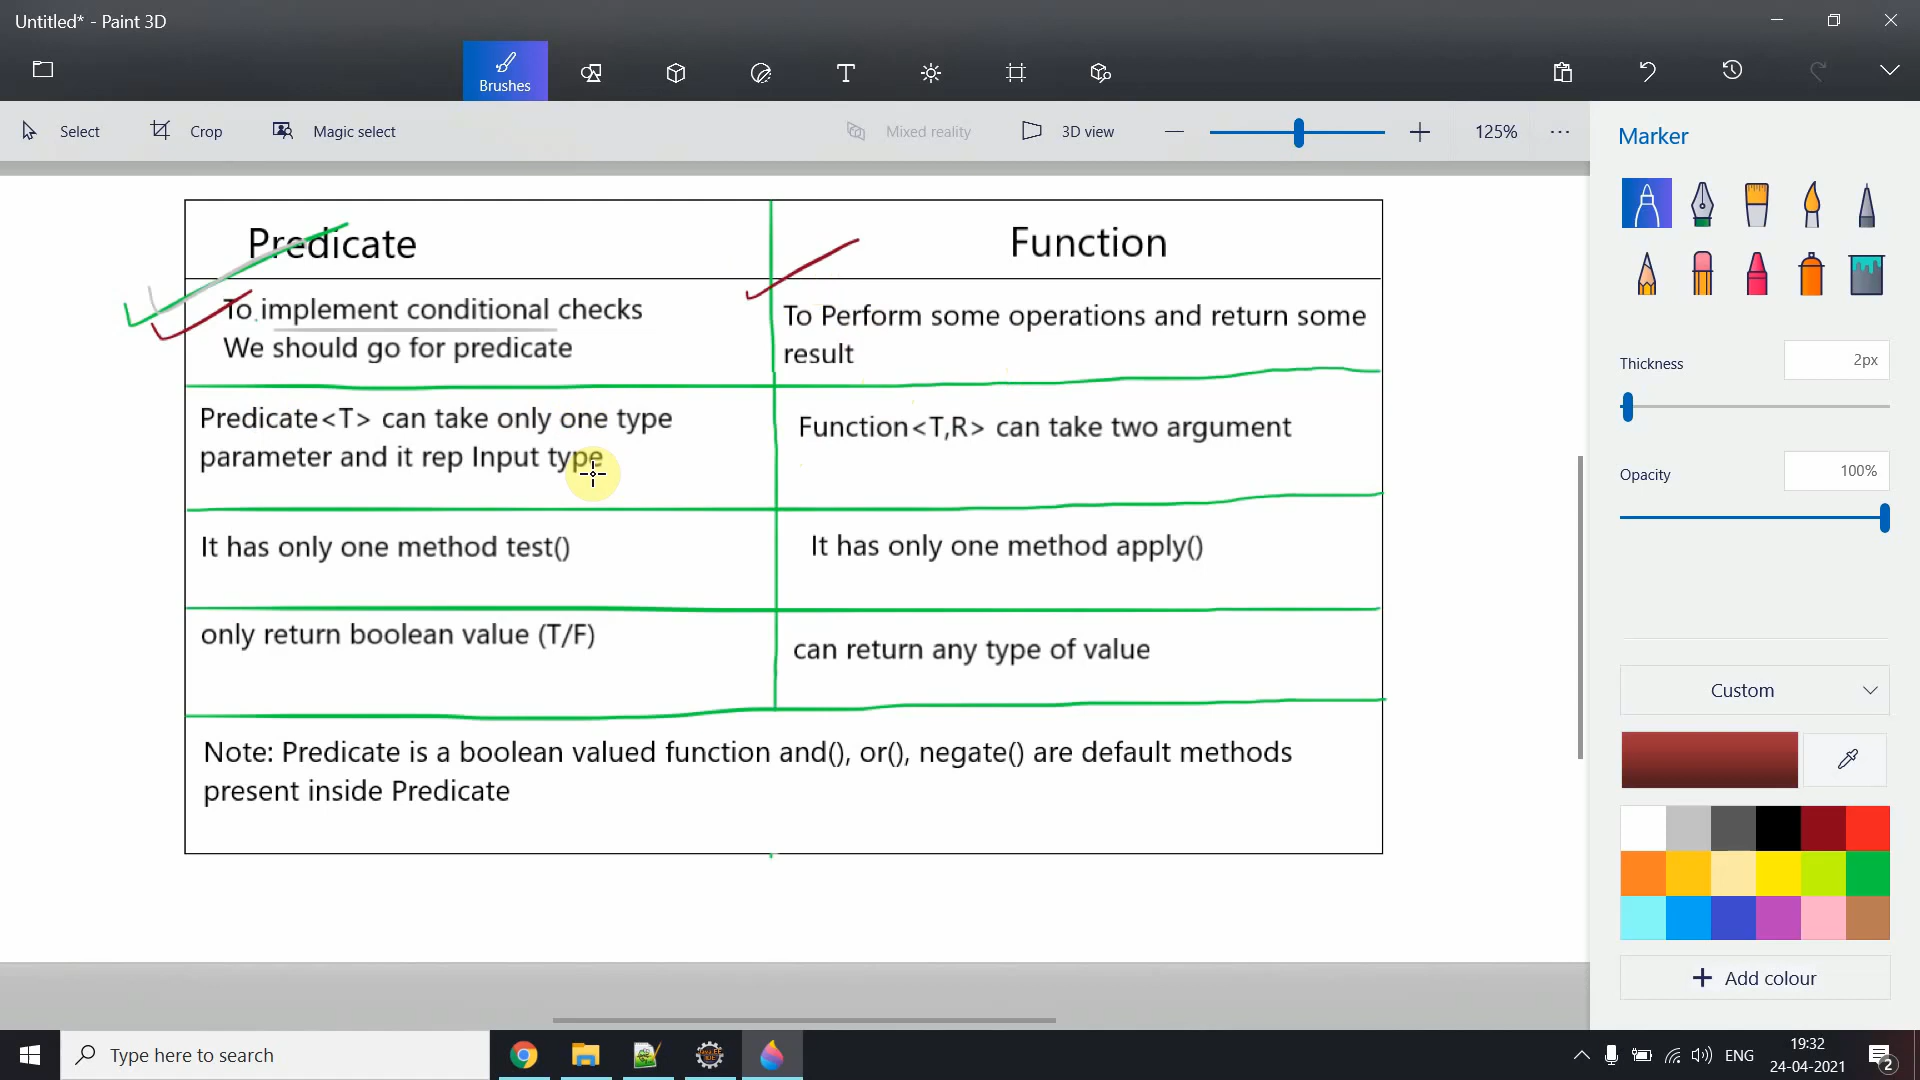 Untitled* - Paint 3D
Brushes
Select
Crop
Magic select
Mixed reality
3D view
125%
Marker
Predicate
Function
To implement conditional checks
We should go for predicate
To Perform some operations and return some
result
Predicate<T> can take only one type
parameter and it rep Input type
Function<T,R> can take two argument
It has only one method test()
It has only one method apply()
only return boolean value (T/F)
can return any type of value
Note: Predicate is a boolean valued function and(), or(), negate() are default methods
present inside Predicate
Thickness
2px
Opacity
100%
Custom
Add colour
Type here to search
ENG
19:32
24-04-2021
2